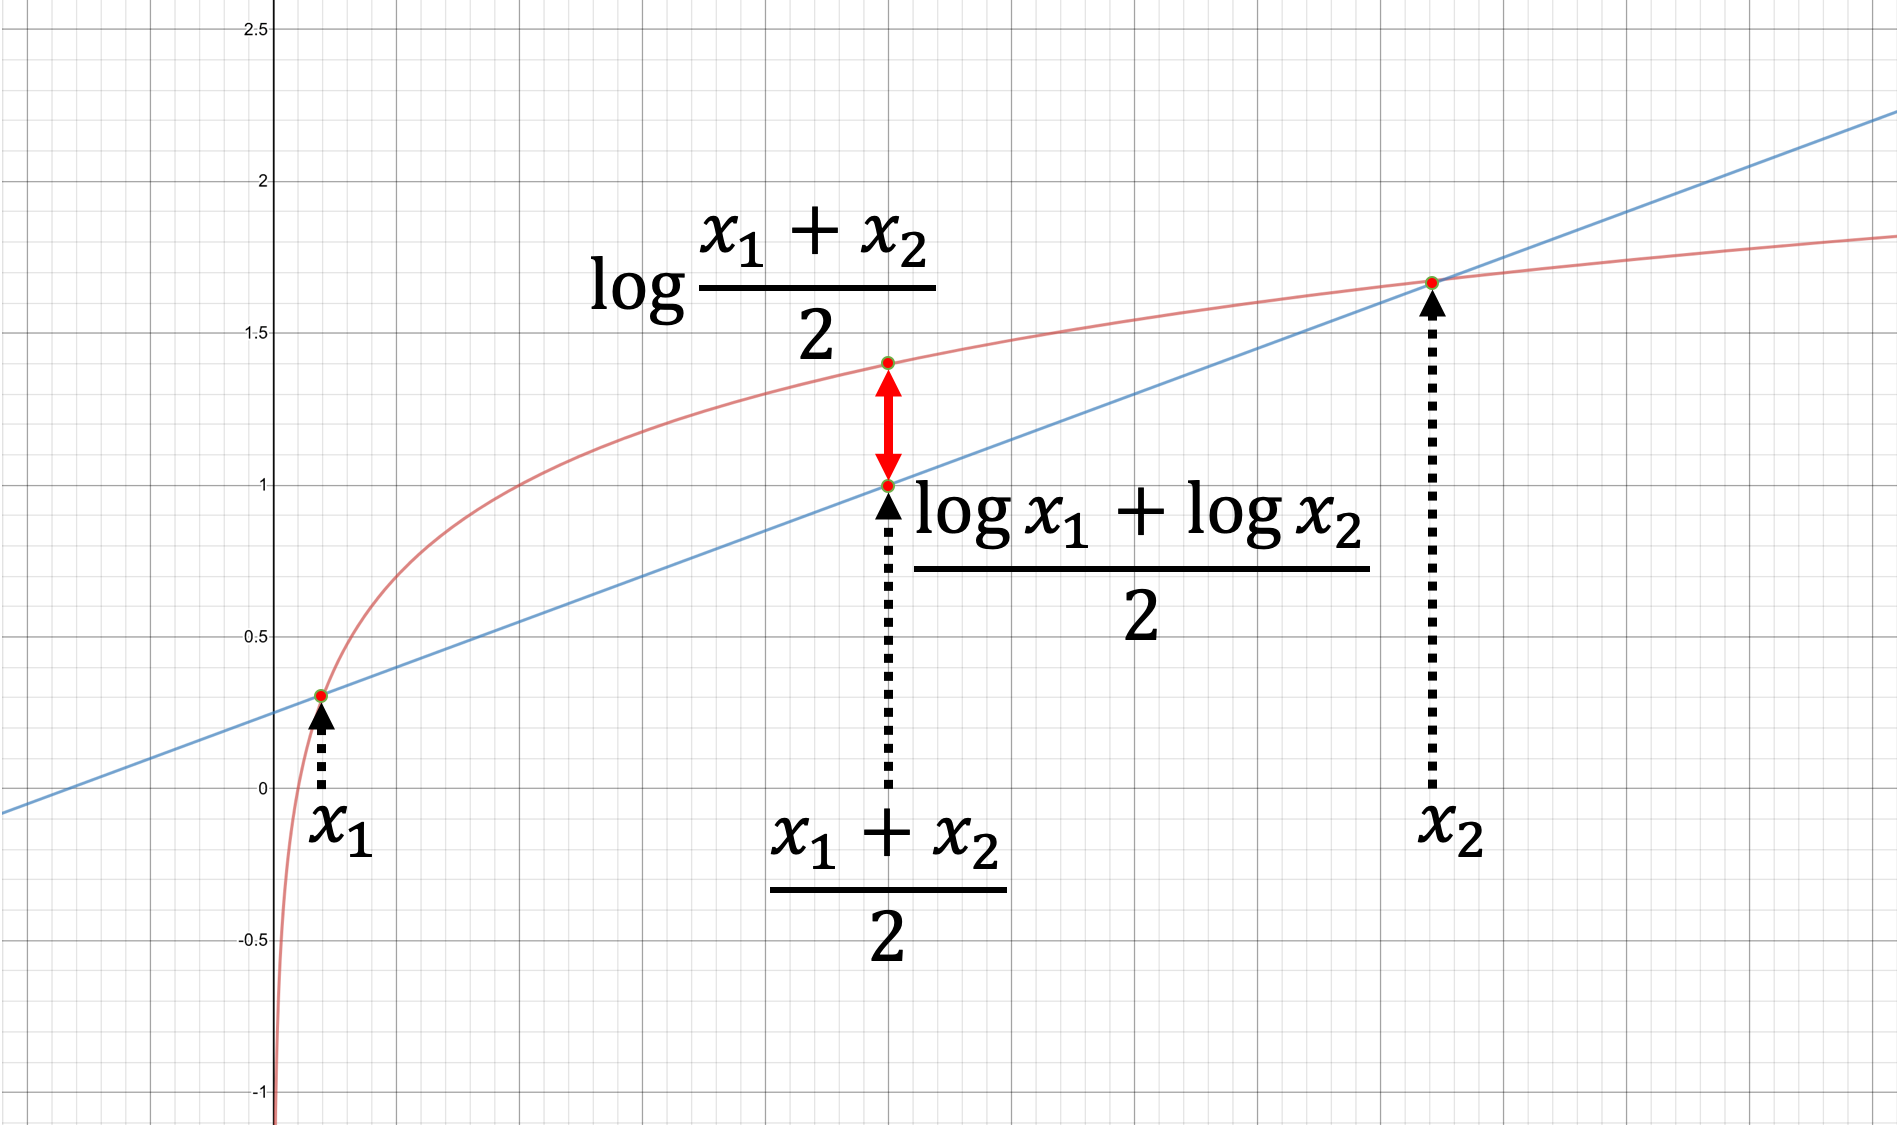 2.5
2
log (x₁ + x₂)/2
1.5
1
(log x₁ + log x₂)/2
0.5
0
x₁
(x₁ + x₂)/2
x₂
-0.5
-1